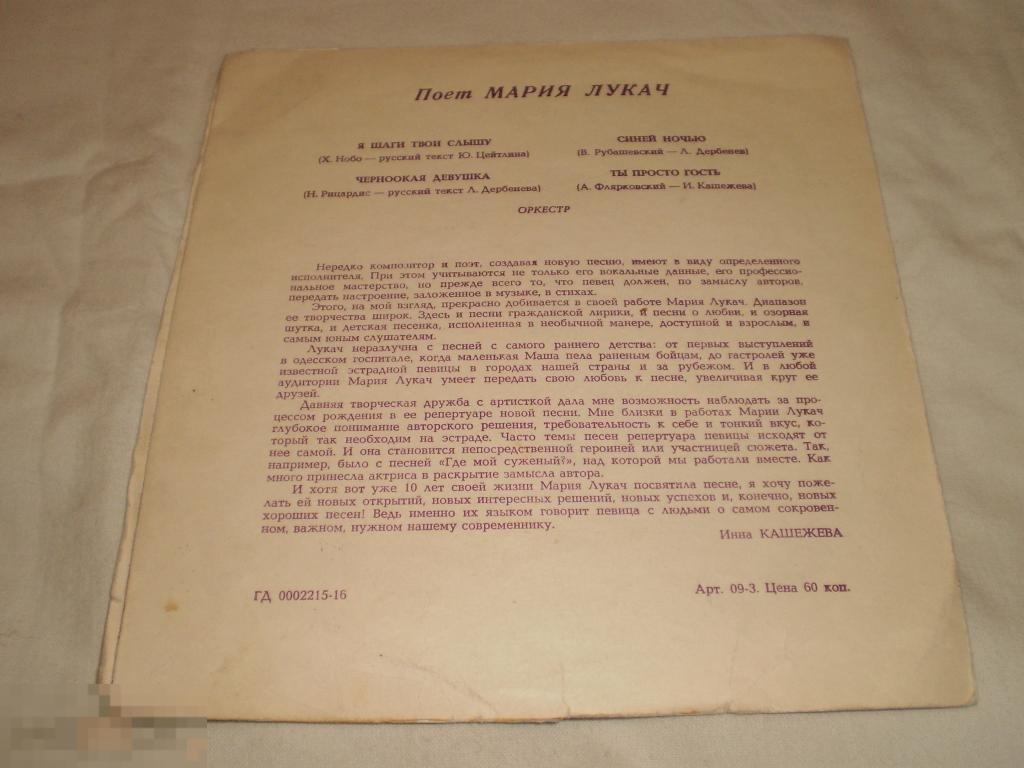 Поет МАРИЯ ЛУКАЧ
Я ШАГИ ТВОИ СЛЫШУ
(Х. Нобо — русский текст Ю. Цейтлина)
ЧЕРНООКАЯ ДЕВУШКА
(Н. Рицардис — русский текст Л. Дербенева)
СИНЕЙ НОЧЬЮ
(В. Рубашевский — Л. Дербенев)
ТЫ ПРОСТО ГОСТЬ
(А. Флярковский — И. Кашежева)
ОРКЕСТР
Нередко композитор и поэт, создавая новую песню, имеют в виду определенного
исполнителя. При этом учитываются не только его вокальные данные, его профессио-
нальное мастерство, но прежде всего то, что певец должен, по замыслу авторов,
передать настроение, заложенное в музыке, в стихах.
Этого, на мой взгляд, прекрасно добивается в своей работе Мария Лукач. Диапазон
ее творчества широк. Здесь и песни гражданской лирики, и песни о любви, и озорная
шутка, и детская песенка, исполненная в необычной манере, доступной и взрослым, и
самым юным слушателям.
Лукач неразлучна с песней с самого раннего детства: от первых выступлений
в одесском госпитале, когда маленькая Маша пела раненым бойцам, до гастролей уже
известной эстрадной певицы в городах нашей страны и за рубежом. И в любой
аудитории Мария Лукач умеет передать свою любовь к песне, увеличивая круг ее
друзей.
Давняя творческая дружба с артисткой дала мне возможность наблюдать за про-
цессом рождения в ее репертуаре новой песни. Мне близки в работах Марии Лукач
глубокое понимание авторского решения, требовательность к себе и тонкий вкус, ко-
торый так необходим на эстраде. Часто темы песен репертуара певицы исходят от
нее самой. И она становится непосредственной героиней или участницей сюжета. Так,
например, было с песней «Где мой суженый?», над которой мы работали вместе. Как
много принесла актриса в раскрытие замысла автора.
И хотя вот уже 10 лет своей жизни Мария Лукач посвятила песне, я хочу поже-
лать ей новых открытий, новых интересных решений, новых успехов и, конечно, новых
хороших песен! Ведь именно их языком говорит певица с людьми о самом сокровен-
ном, важном, нужном нашему современнику.
Инна КАШЕЖЕВА
ГД 0002215-16
Арт. 09-3. Цена 60 коп.